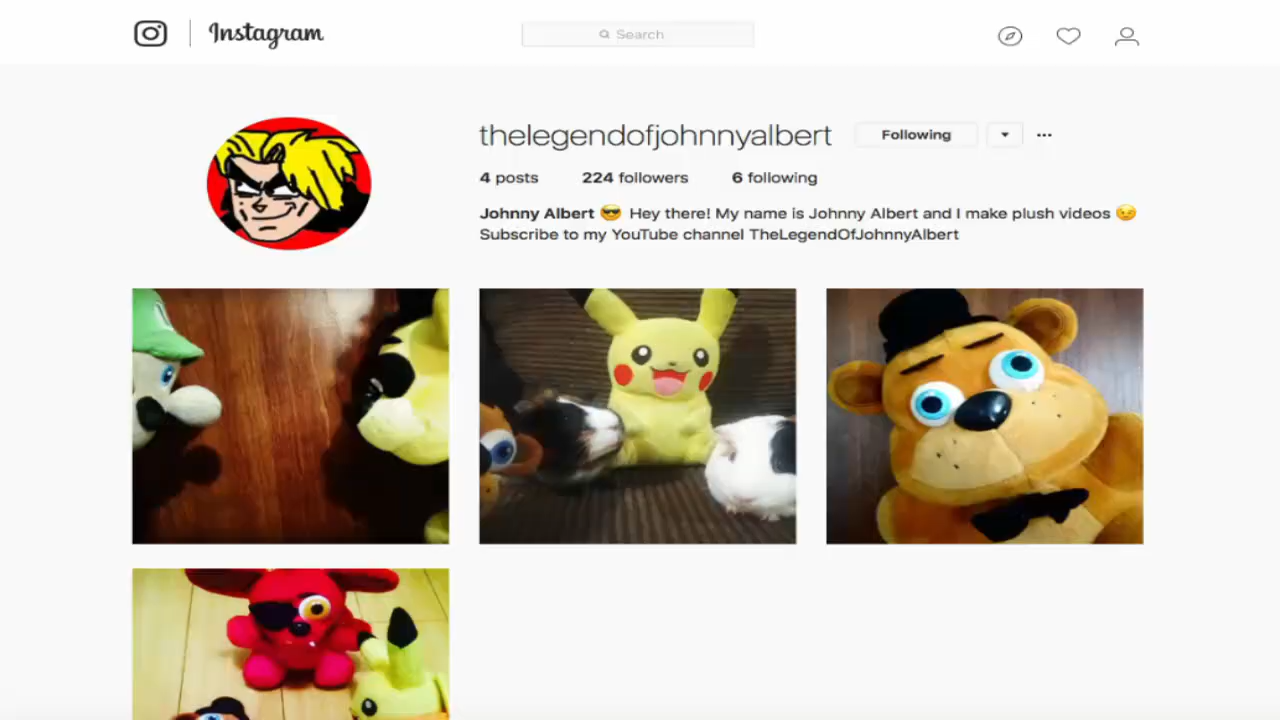 Instagram
Search
thelegendofjohnnyalbert
Following
4 posts 224 followers 6 following
Johnny Albert 😎 Hey there! My name is Johnny Albert and I make plush videos 😉
Subscribe to my YouTube channel TheLegendOfJohnnyAlbert